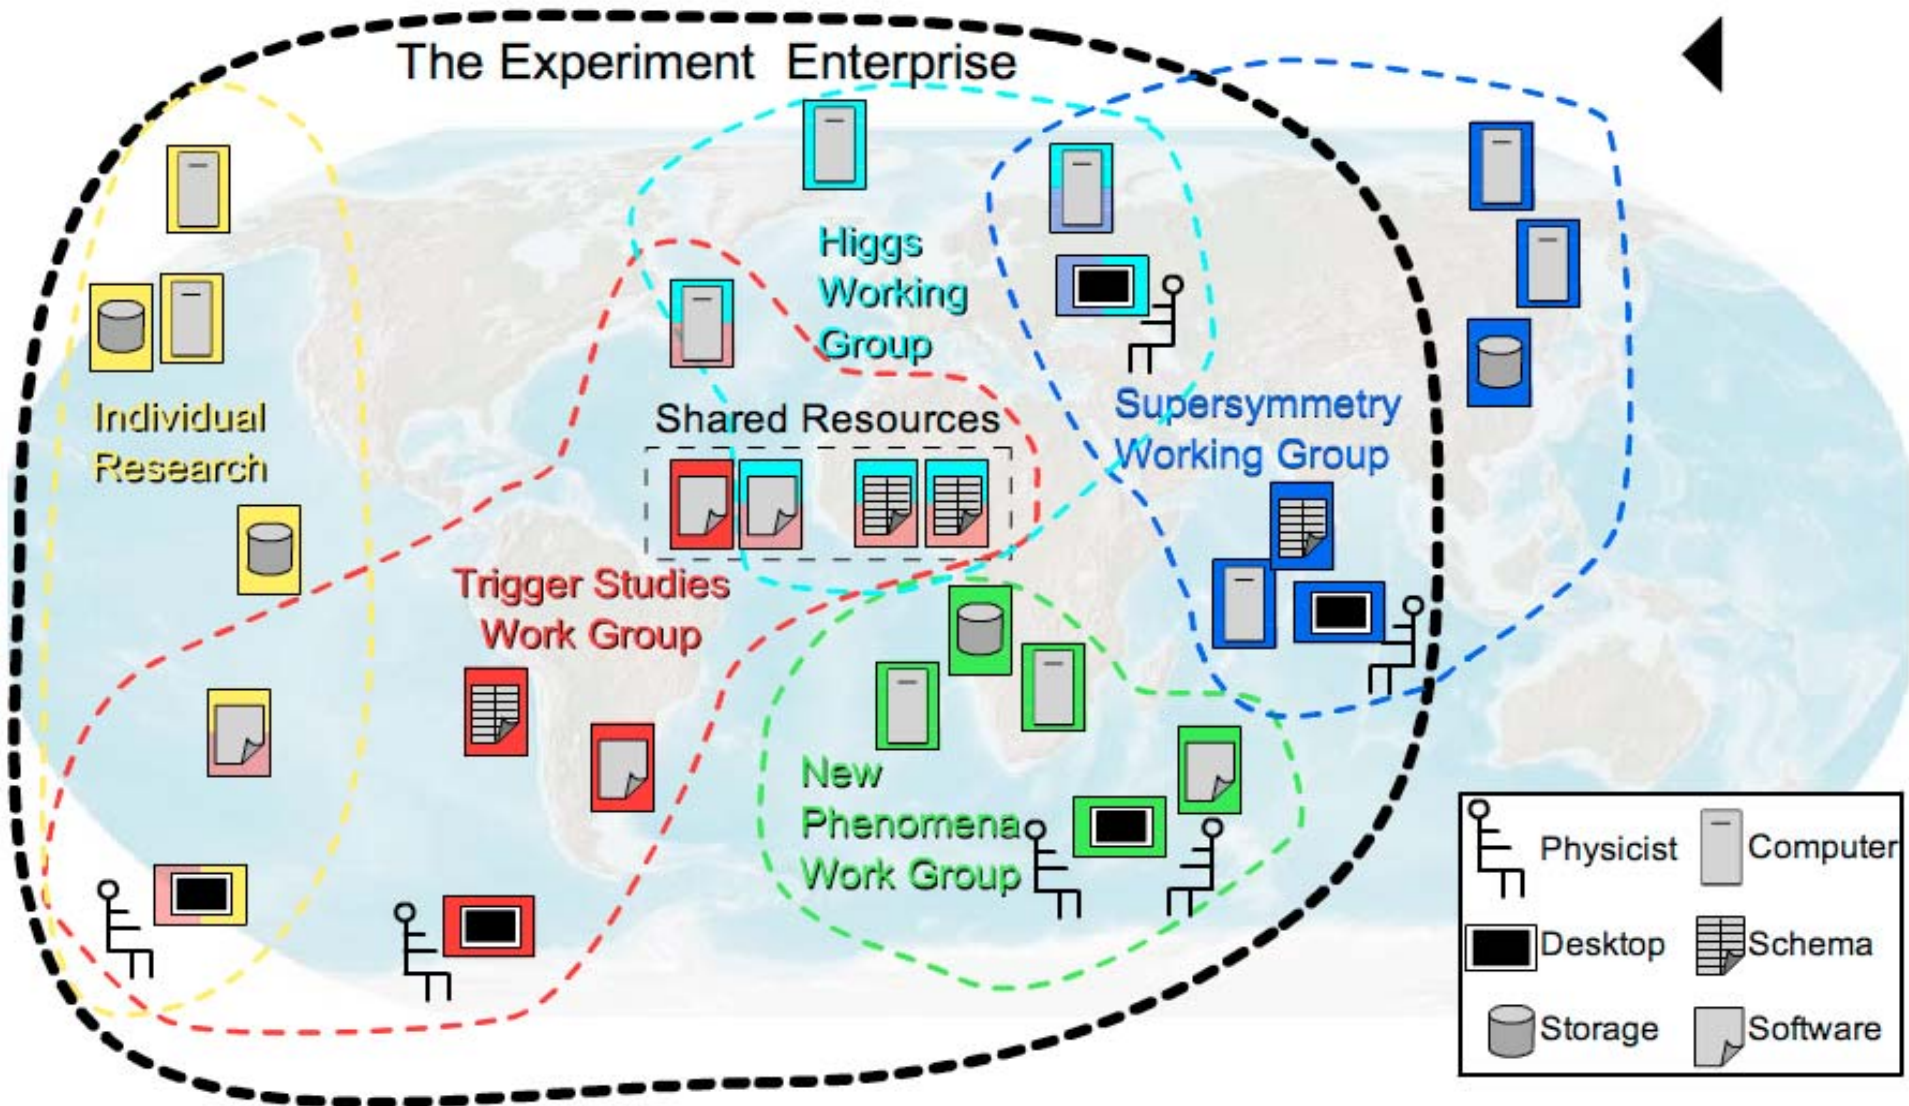 The Experiment Enterprise
Higgs
Working
Group
Individual
Research
Shared Resources
Supersymmetry
Working Group
Trigger Studies
Work Group
New
Phenomena
Work Group
Physicist
Computer
Desktop
Schema
Storage
Software